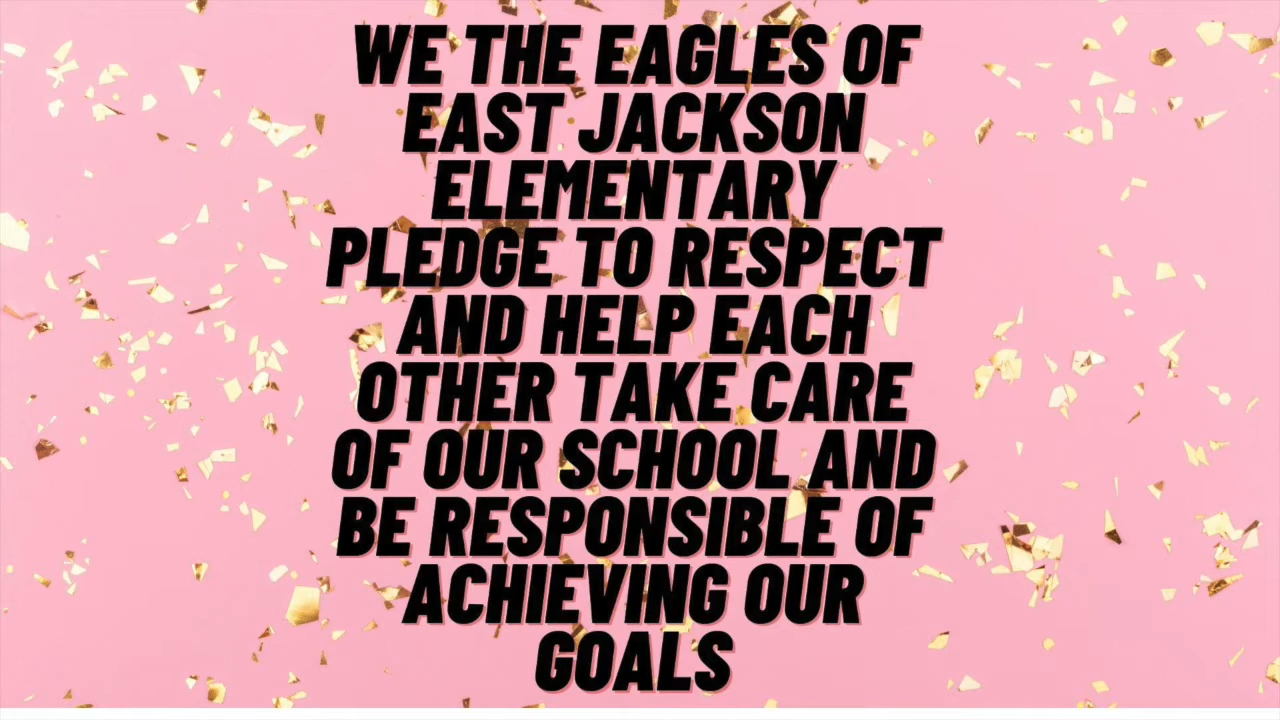 WE THE EAGLES OF
EAST JACKSON
ELEMENTARY
PLEDGE TO RESPECT
AND HELP EACH
OTHER TAKE CARE
OF OUR SCHOOL AND
BE RESPONSIBLE OF
ACHIEVING OUR
GOALS